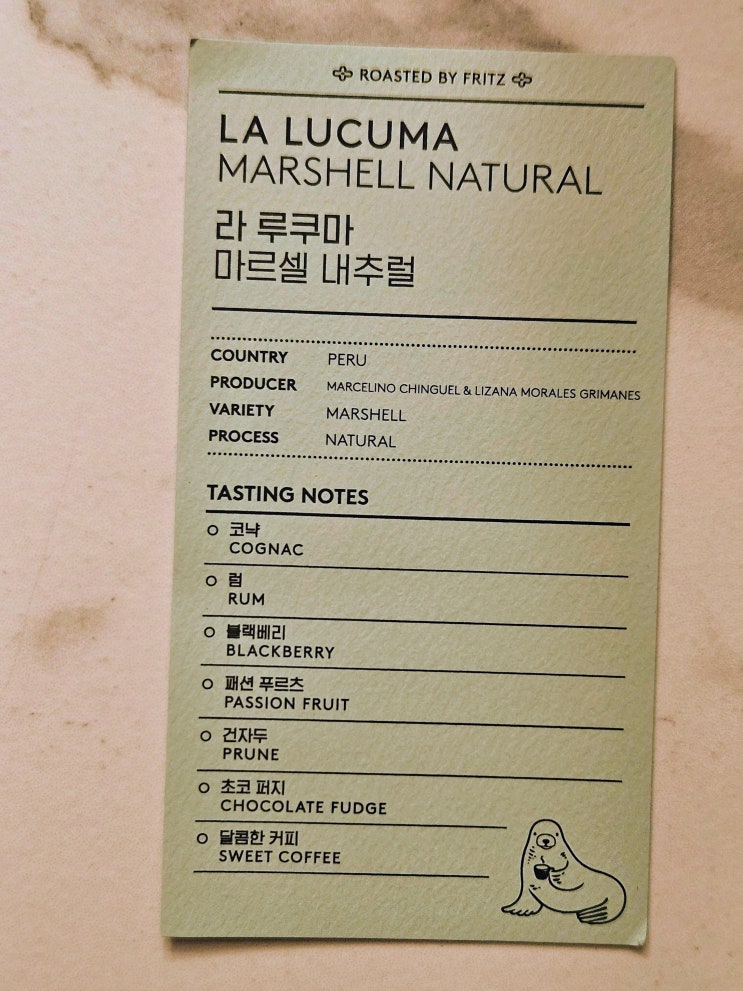 ROASTED BY FRITZ
LA LUCUMA
MARSHELL NATURAL
라 루쿠마
마르셸 내추럴
COUNTRY PERU
PRODUCER MARCELINO CHINGUEL & LIZANA MORALES GRIMANES
VARIETY MARSHELL
PROCESS NATURAL
TASTING NOTES
코냑
COGNAC
럼
RUM
블랙베리
BLACKBERRY
패션 푸르츠
PASSION FRUIT
건자두
PRUNE
초코 퍼지
CHOCOLATE FUDGE
달콤한 커피
SWEET COFFEE